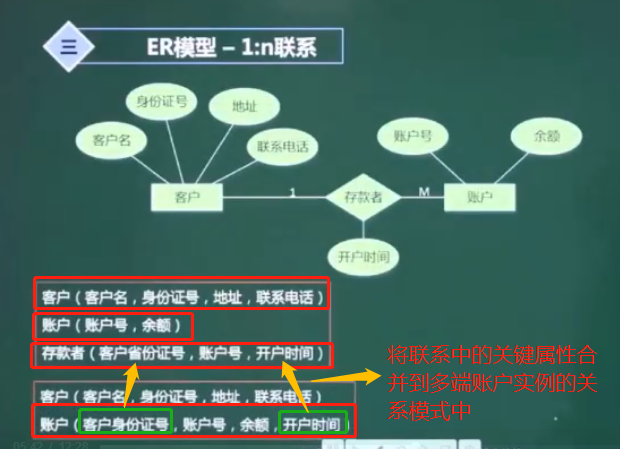 三
ER模型 – 1:n联系
身份证号
地址
客户名
联系电话
账户号
余额
客户
1
存款者
M
账户
开户时间
客户（客户名，身份证号，地址，联系电话）
账户（账户号，余额）
存款者（客户省份证号，账户号，开户时间）
将联系中的关键属性合
并到多端账户实例的关
系模式中
客户（客户名，身份证号，地址，联系电话）
账户（客户身份证号，账户号，余额，开户时间）
05:42 / 12:28